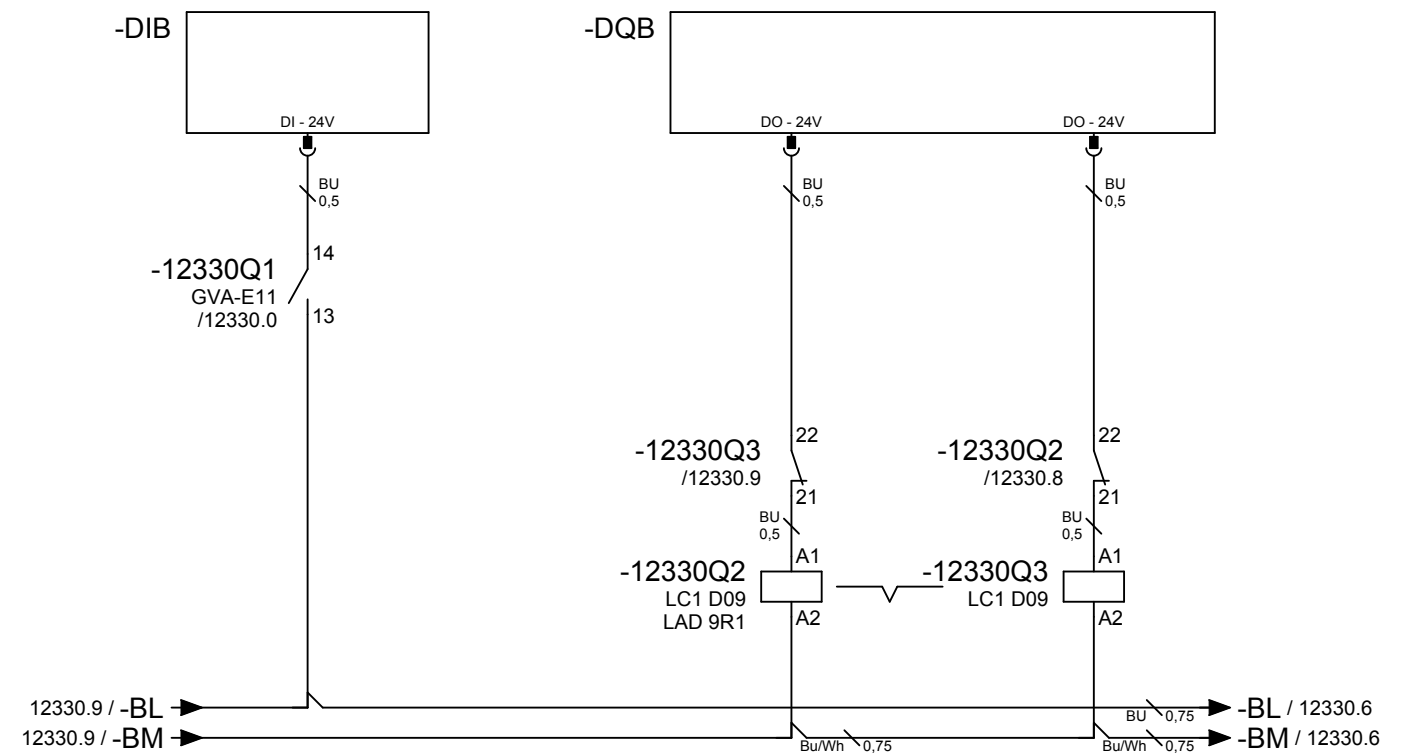 -DIB
-DQB
DI - 24V
DO - 24V
DO - 24V
BU
0,5
BU
0,5
BU
0,5
14
-12330Q1
GVA-E11
/12330.0
13
22
-12330Q3
/12330.9
21
22
-12330Q2
/12330.8
21
BU
0,5
BU
0,5
A1
-12330Q2
LC1 D09
LAD 9R1
A2
A1
-12330Q3
LC1 D09
A2
12330.9 / -BL
BU 0,75
-BL / 12330.6
12330.9 / -BM
Bu/Wh 0,75
Bu/Wh 0,75
-BM / 12330.6